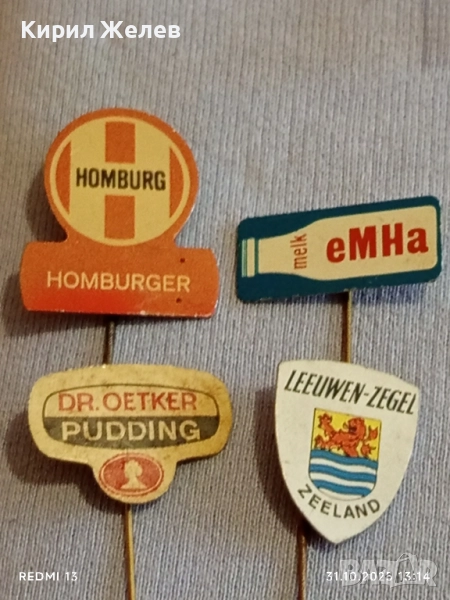 Кирил Желев
HOMBURG
HOMBURGER
melk
eMHa
DR. OETKER
PUDDING
LEEUWEN-ZEGEL
ZEELAND
REDMI 13
31.10.2025 13:14
BAZAR